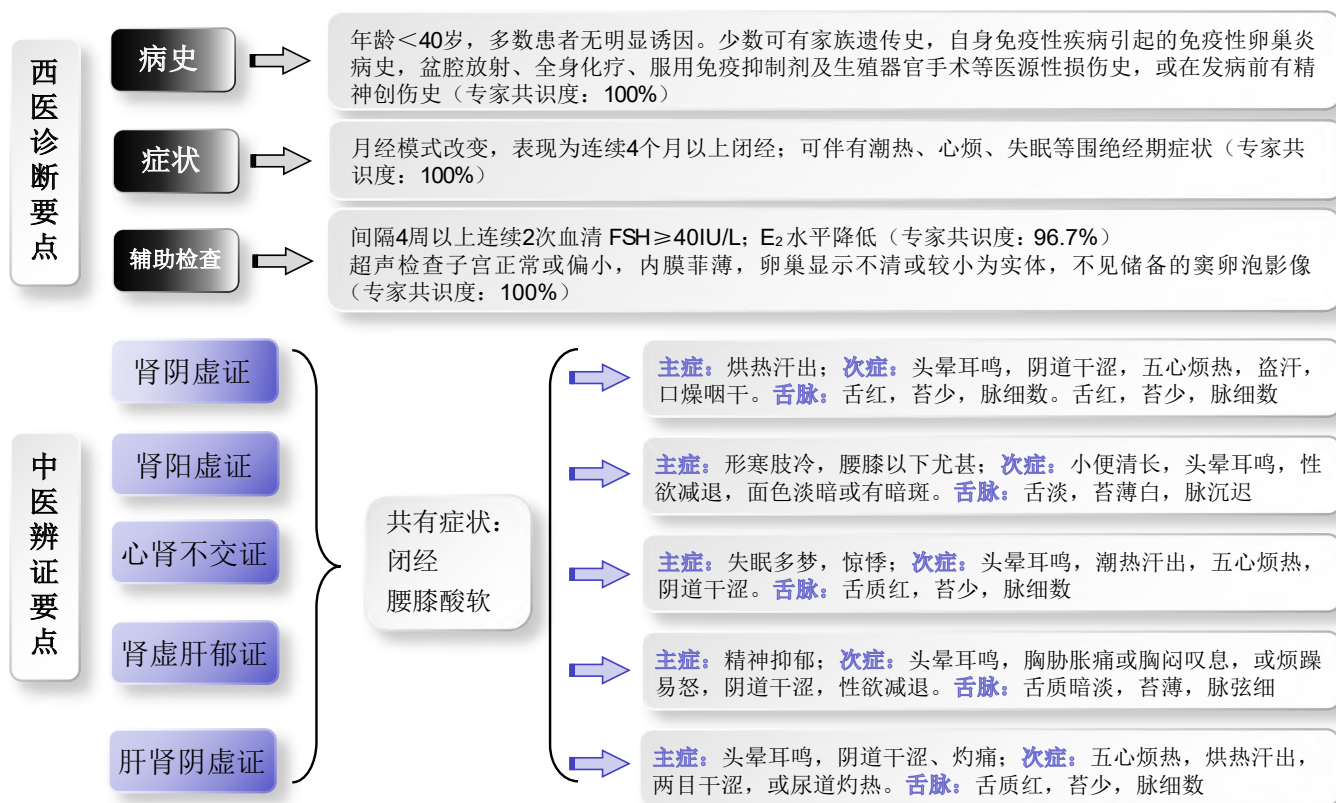 西医诊断要点
病史
年龄＜40岁，多数患者无明显诱因。少数可有家族遗传史，自身免疫性疾病引起的免疫性卵巢炎
病史，盆腔放射、全身化疗、服用免疫抑制剂及生殖器官手术等医源性损伤史，或在发病前有精
神创伤史（专家共识度：100%）
症状
月经模式改变，表现为连续4个月以上闭经；可伴有潮热、心烦、失眠等围绝经期症状（专家共
识度：100%）
辅助检查
间隔4周以上连续2次血清 FSH≥40IU/L；E₂水平降低（专家共识度：96.7%）
超声检查子宫正常或偏小，内膜菲薄，卵巢显示不清或较小为实体，不见储备的窦卵泡影像
（专家共识度：100%）
中医辨证要点
肾阴虚证
肾阳虚证
心肾不交证
肾虚肝郁证
肝肾阴虚证
共有症状：
闭经
腰膝酸软
主症：烘热汗出；次症：头晕耳鸣，阴道干涩，五心烦热，盗汗，
口燥咽干。舌脉：舌红，苔少，脉细数。舌红，苔少，脉细数
主症：形寒肢冷，腰膝以下尤甚；次症：小便清长，头晕耳鸣，性
欲减退，面色淡暗或有暗斑。舌脉：舌淡，苔薄白，脉沉迟
主症：失眠多梦，惊悸；次症：头晕耳鸣，潮热汗出，五心烦热，
阴道干涩。舌脉：舌质红，苔少，脉细数
主症：精神抑郁；次症：头晕耳鸣，胸胁胀痛或胸闷叹息，或烦躁
易怒，阴道干涩，性欲减退。舌脉：舌质暗淡，苔薄，脉弦细
主症：头晕耳鸣，阴道干涩、灼痛；次症：五心烦热，烘热汗出，
两目干涩，或尿道灼热。舌脉：舌质红，苔少，脉细数